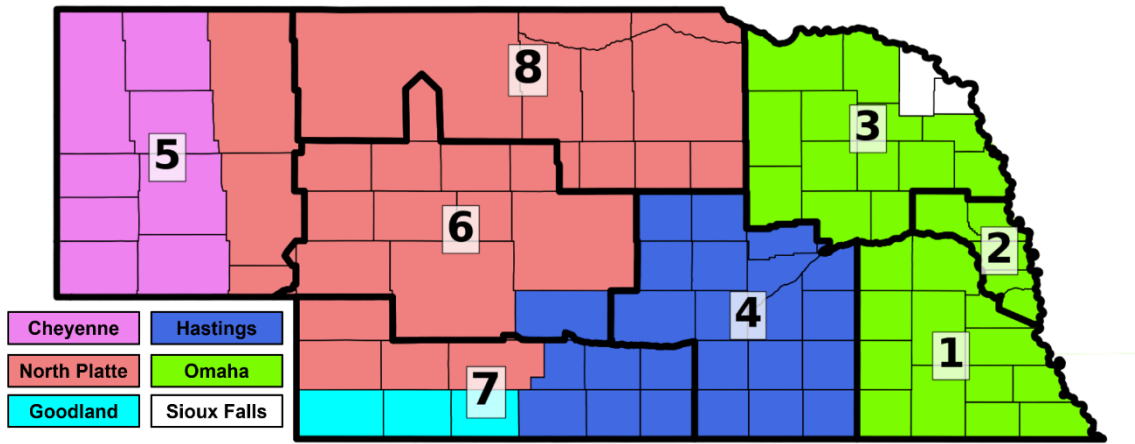 8
3
5
6
2
4
1
7
Cheyenne
Hastings
North Platte
Omaha
Goodland
Sioux Falls